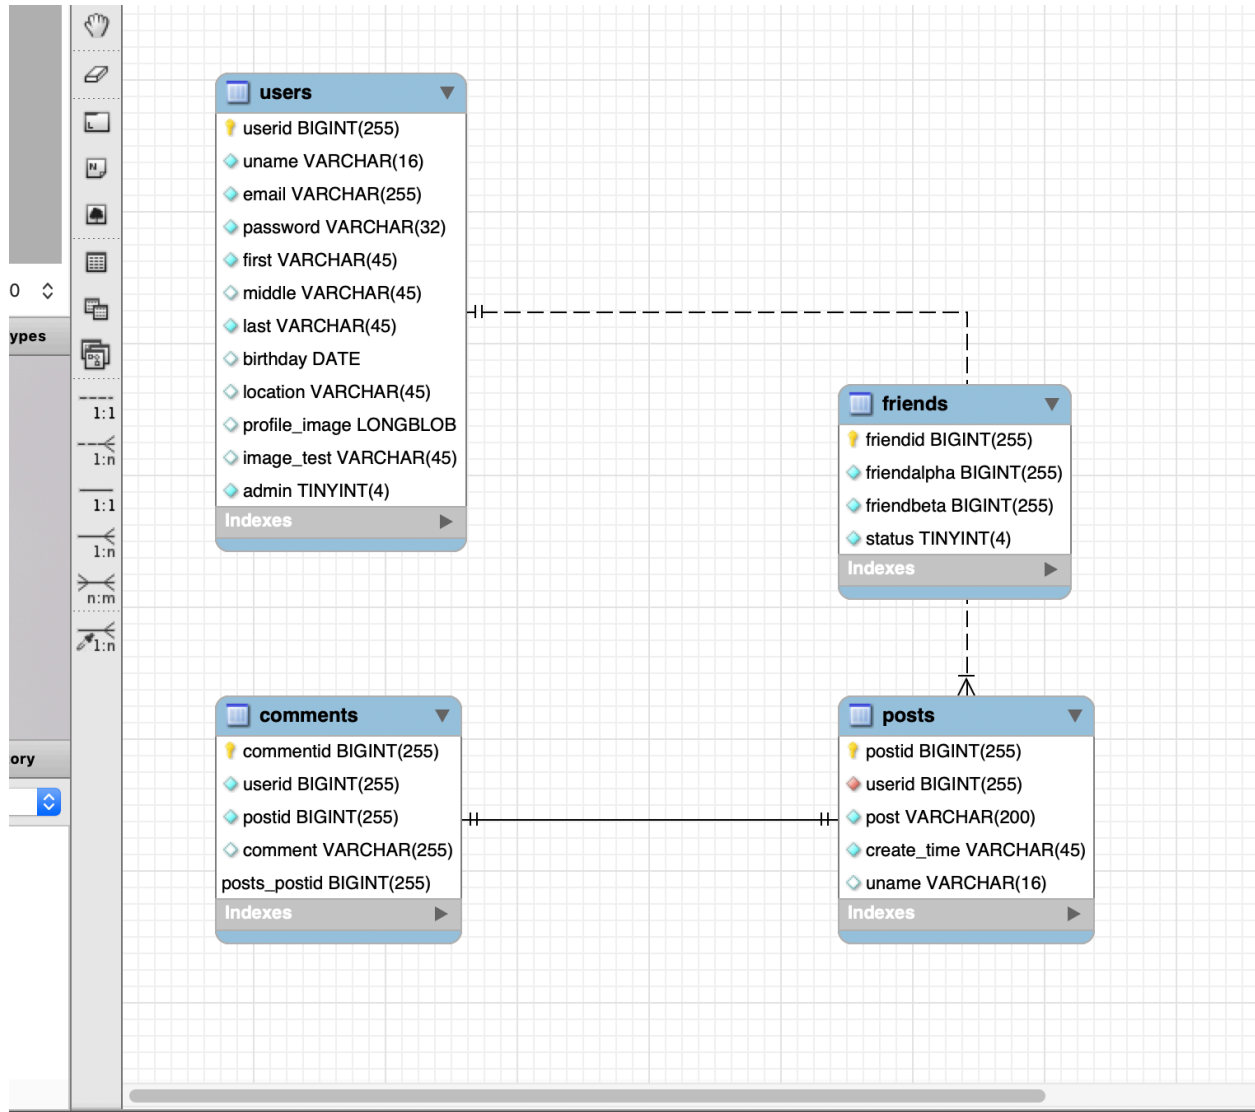 0
ypes
ory
1:1
1:n
1:1
1:n
n:m
1:n
users
userid BIGINT(255)
uname VARCHAR(16)
email VARCHAR(255)
password VARCHAR(32)
first VARCHAR(45)
middle VARCHAR(45)
last VARCHAR(45)
birthday DATE
location VARCHAR(45)
profile_image LONGBLOB
image_test VARCHAR(45)
admin TINYINT(4)
Indexes
friends
friendid BIGINT(255)
friendalpha BIGINT(255)
friendbeta BIGINT(255)
status TINYINT(4)
Indexes
comments
commentid BIGINT(255)
userid BIGINT(255)
postid BIGINT(255)
comment VARCHAR(255)
posts_postid BIGINT(255)
Indexes
posts
postid BIGINT(255)
userid BIGINT(255)
post VARCHAR(200)
create_time VARCHAR(45)
uname VARCHAR(16)
Indexes